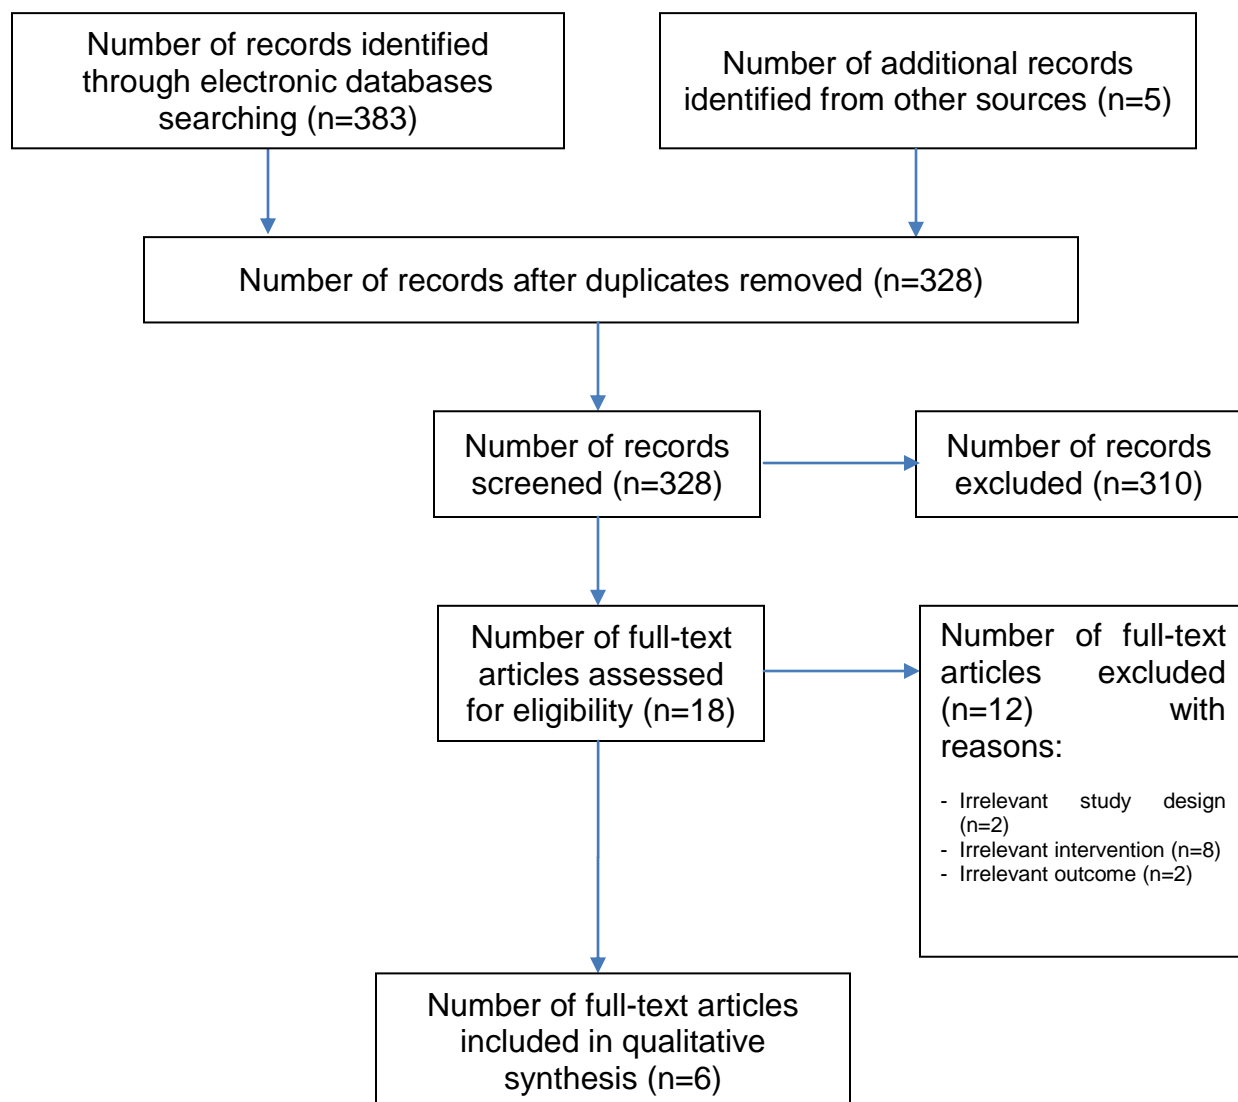 Number of records identified
through electronic databases
searching (n=383)
Number of additional records
identified from other sources (n=5)
Number of records after duplicates removed (n=328)
Number of records
screened (n=328)
Number of records
excluded (n=310)
Number of full-text
articles assessed
for eligibility (n=18)
Number of full-text
articles excluded
(n=12) with
reasons:
- Irrelevant study design
(n=2)
- Irrelevant intervention (n=8)
- Irrelevant outcome (n=2)
Number of full-text articles
included in qualitative
synthesis (n=6)